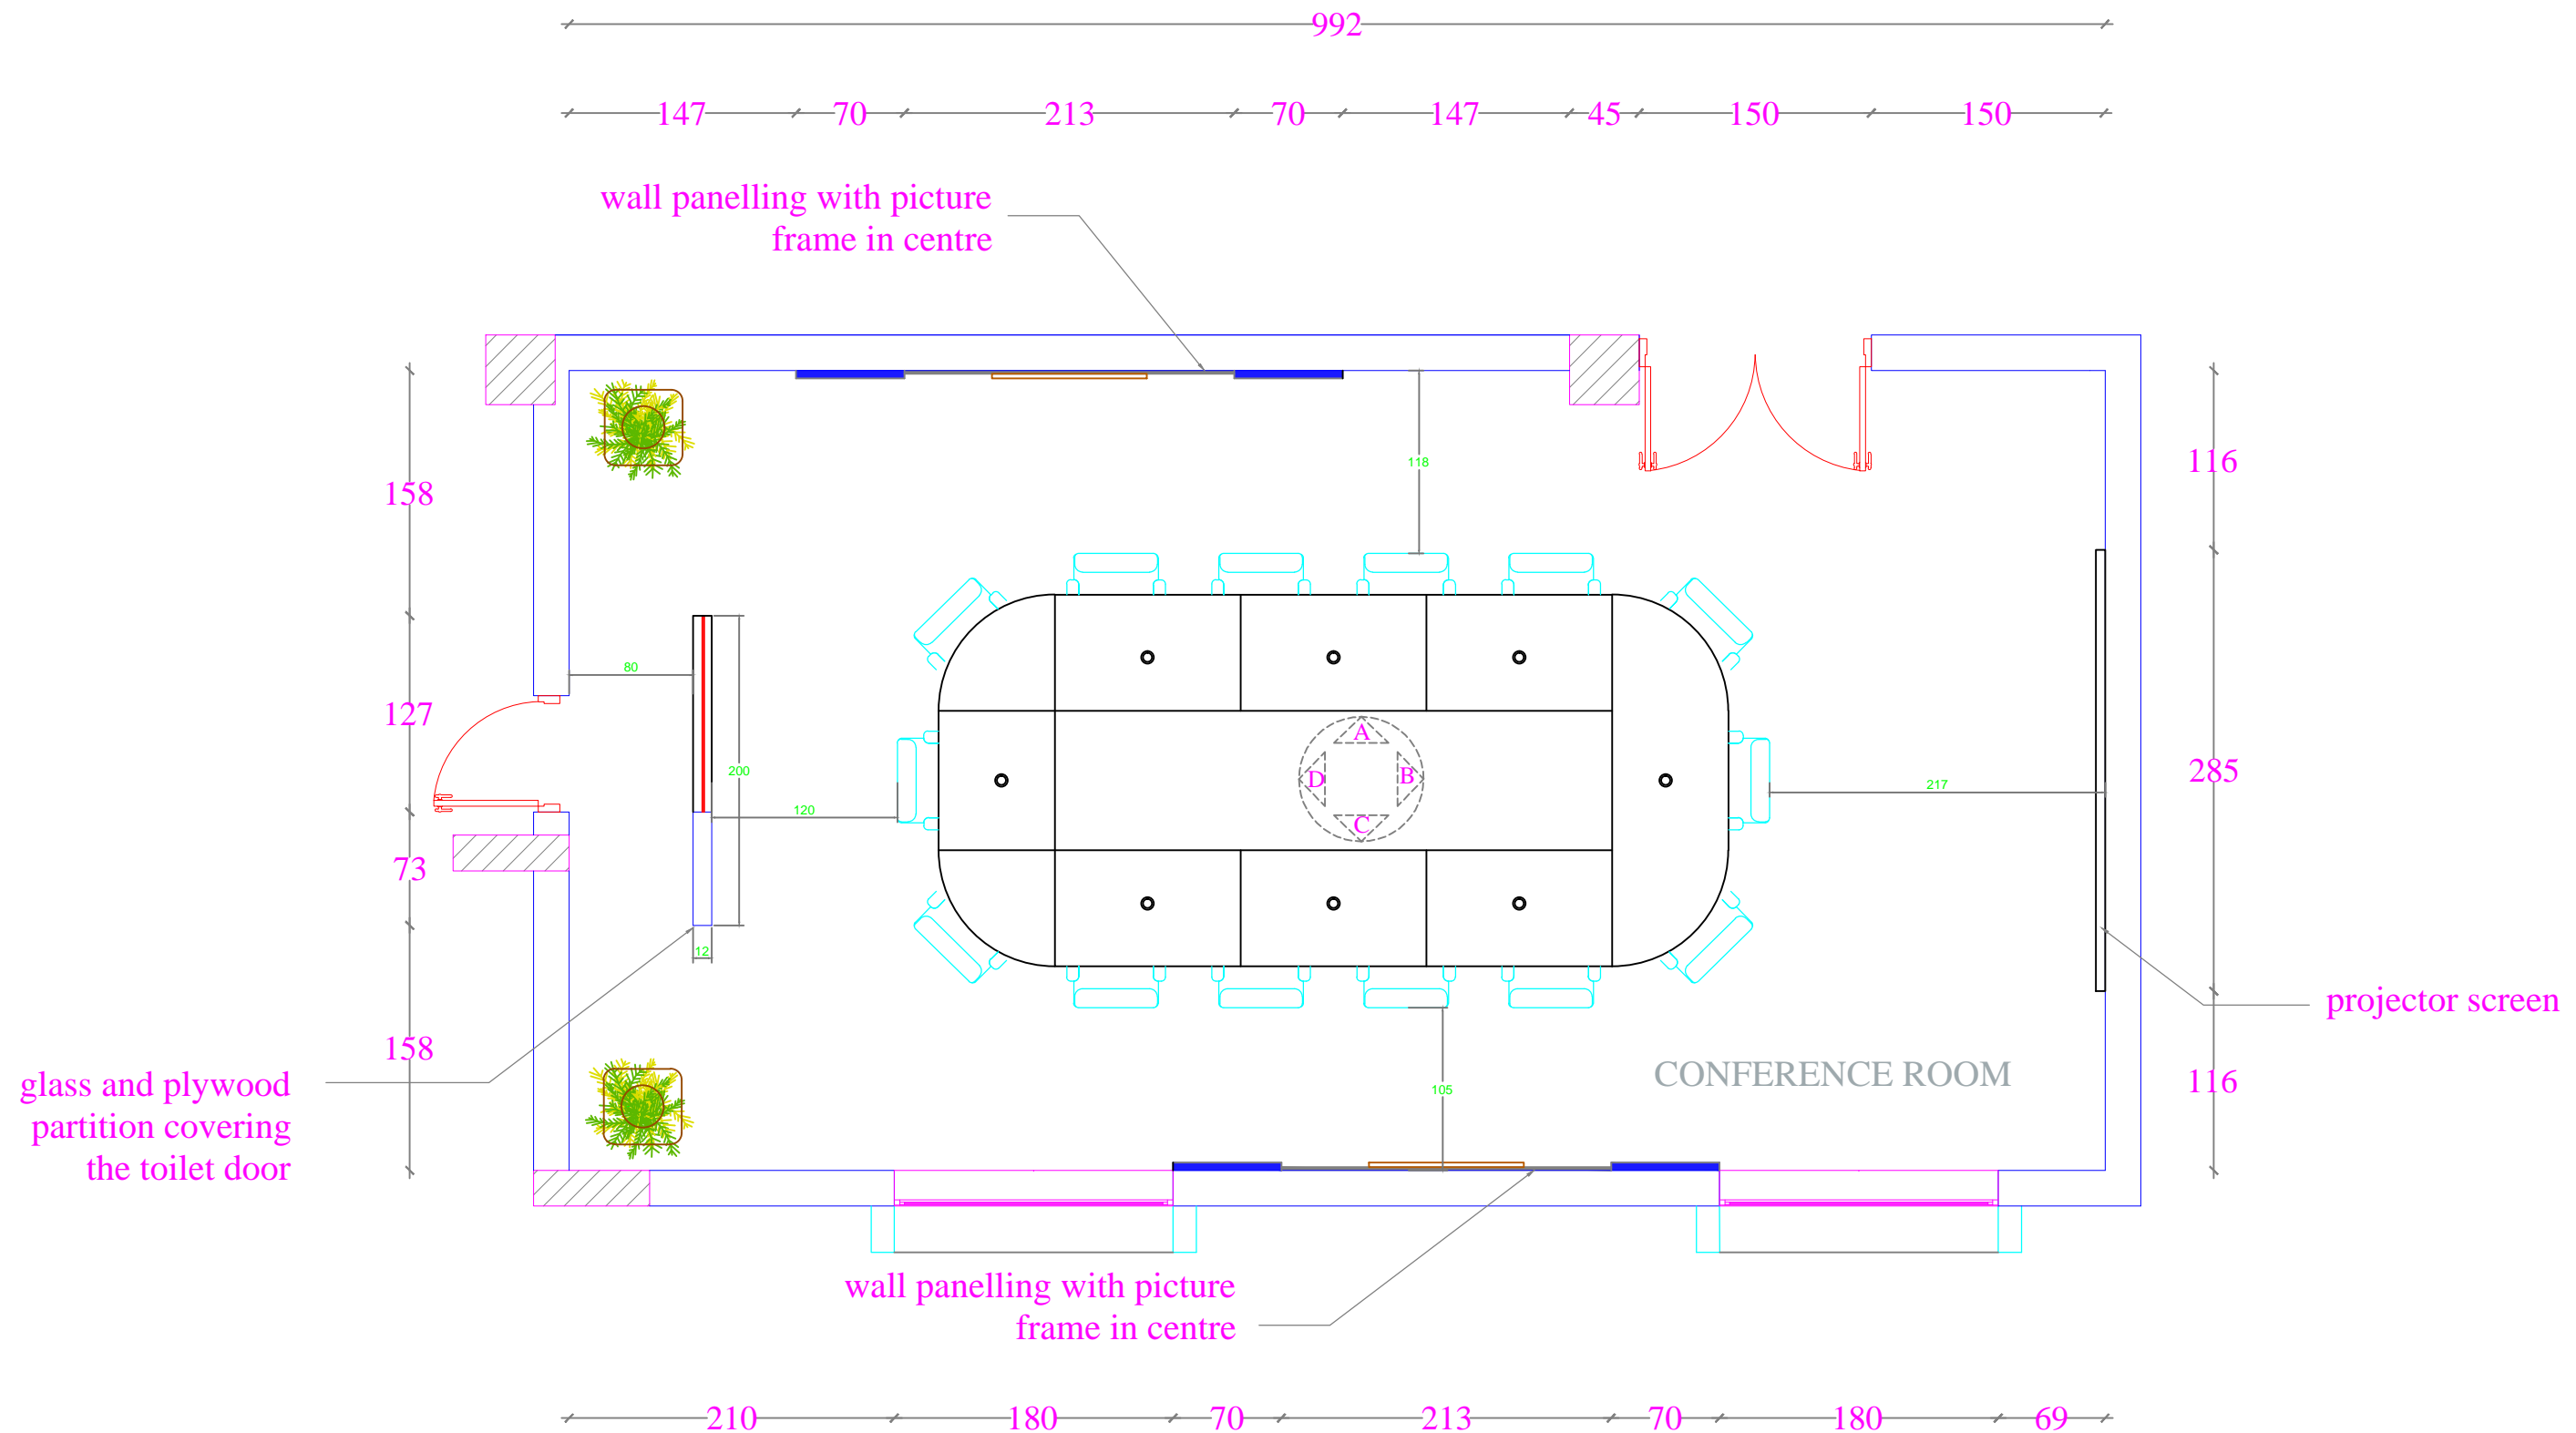 992
147 70 213 70 147 45 150 150
wall panelling with picture
frame in centre
118
116
158
80
127
200
120
A
D B
C
217
285
73
12
158
projector screen
CONFERENCE ROOM
105
116
glass and plywood
partition covering
the toilet door
wall panelling with picture
frame in centre
210 180 70 213 70 180 69